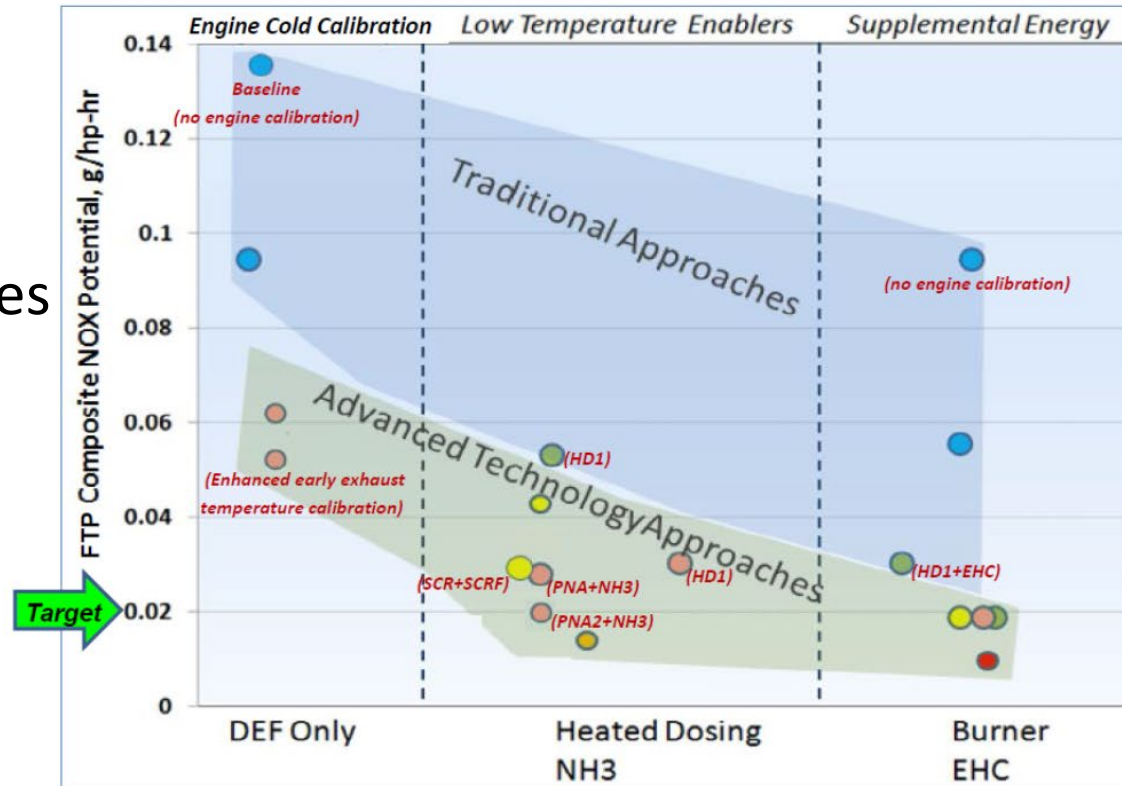 Engine Cold Calibration Low Temperature Enablers Supplemental Energy
FTP Composite NOX Potential, g/hp-hr
0.14
0.12
0.1
0.08
0.06
0.04
0.02
0
es
Target
Baseline
(no engine calibration)
Traditional Approaches
(no engine calibration)
Advanced Technology Approaches
(Enhanced early exhaust
temperature calibration)
(HD1)
(SCR+SCRF)
(PNA+NH3)
(HD1)
(PNA2+NH3)
(HD1+EHC)
DEF Only
Heated Dosing
NH3
Burner
EHC